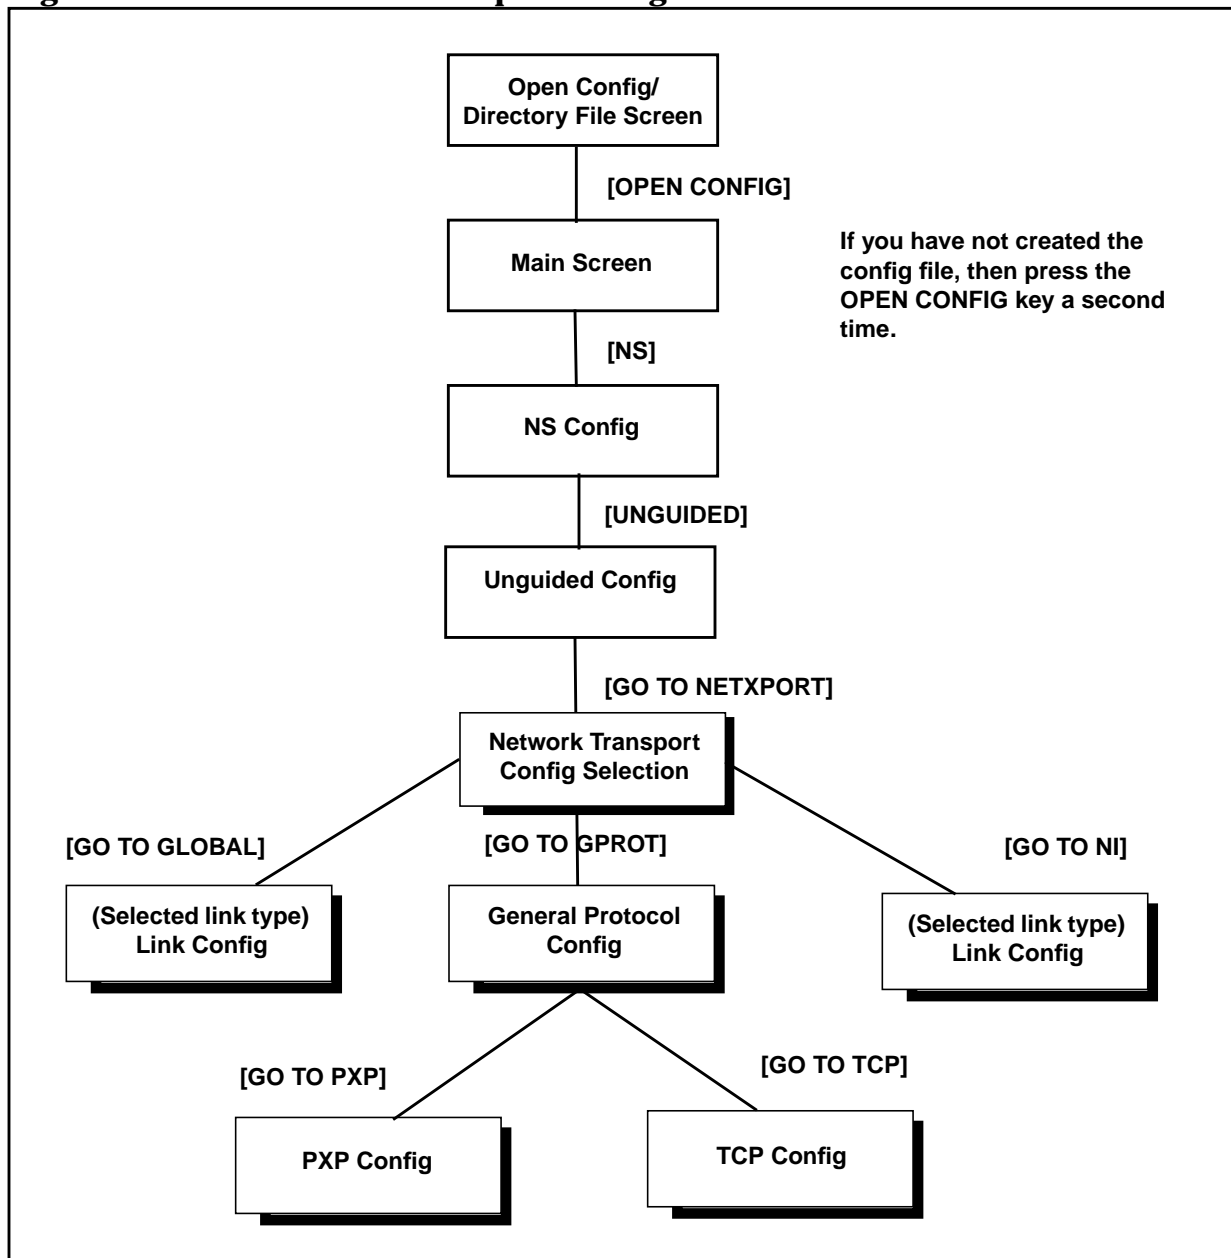 Open Config/
Directory File Screen
[OPEN CONFIG]
Main Screen
If you have not created the
config file, then press the
OPEN CONFIG key a second
time.
[NS]
NS Config
[UNGUIDED]
Unguided Config
[GO TO NETXPORT]
Network Transport
Config Selection
[GO TO GLOBAL]
[GO TO GPROT]
[GO TO NI]
(Selected link type)
Link Config
General Protocol
Config
(Selected link type)
Link Config
[GO TO PXP]
[GO TO TCP]
PXP Config
TCP Config